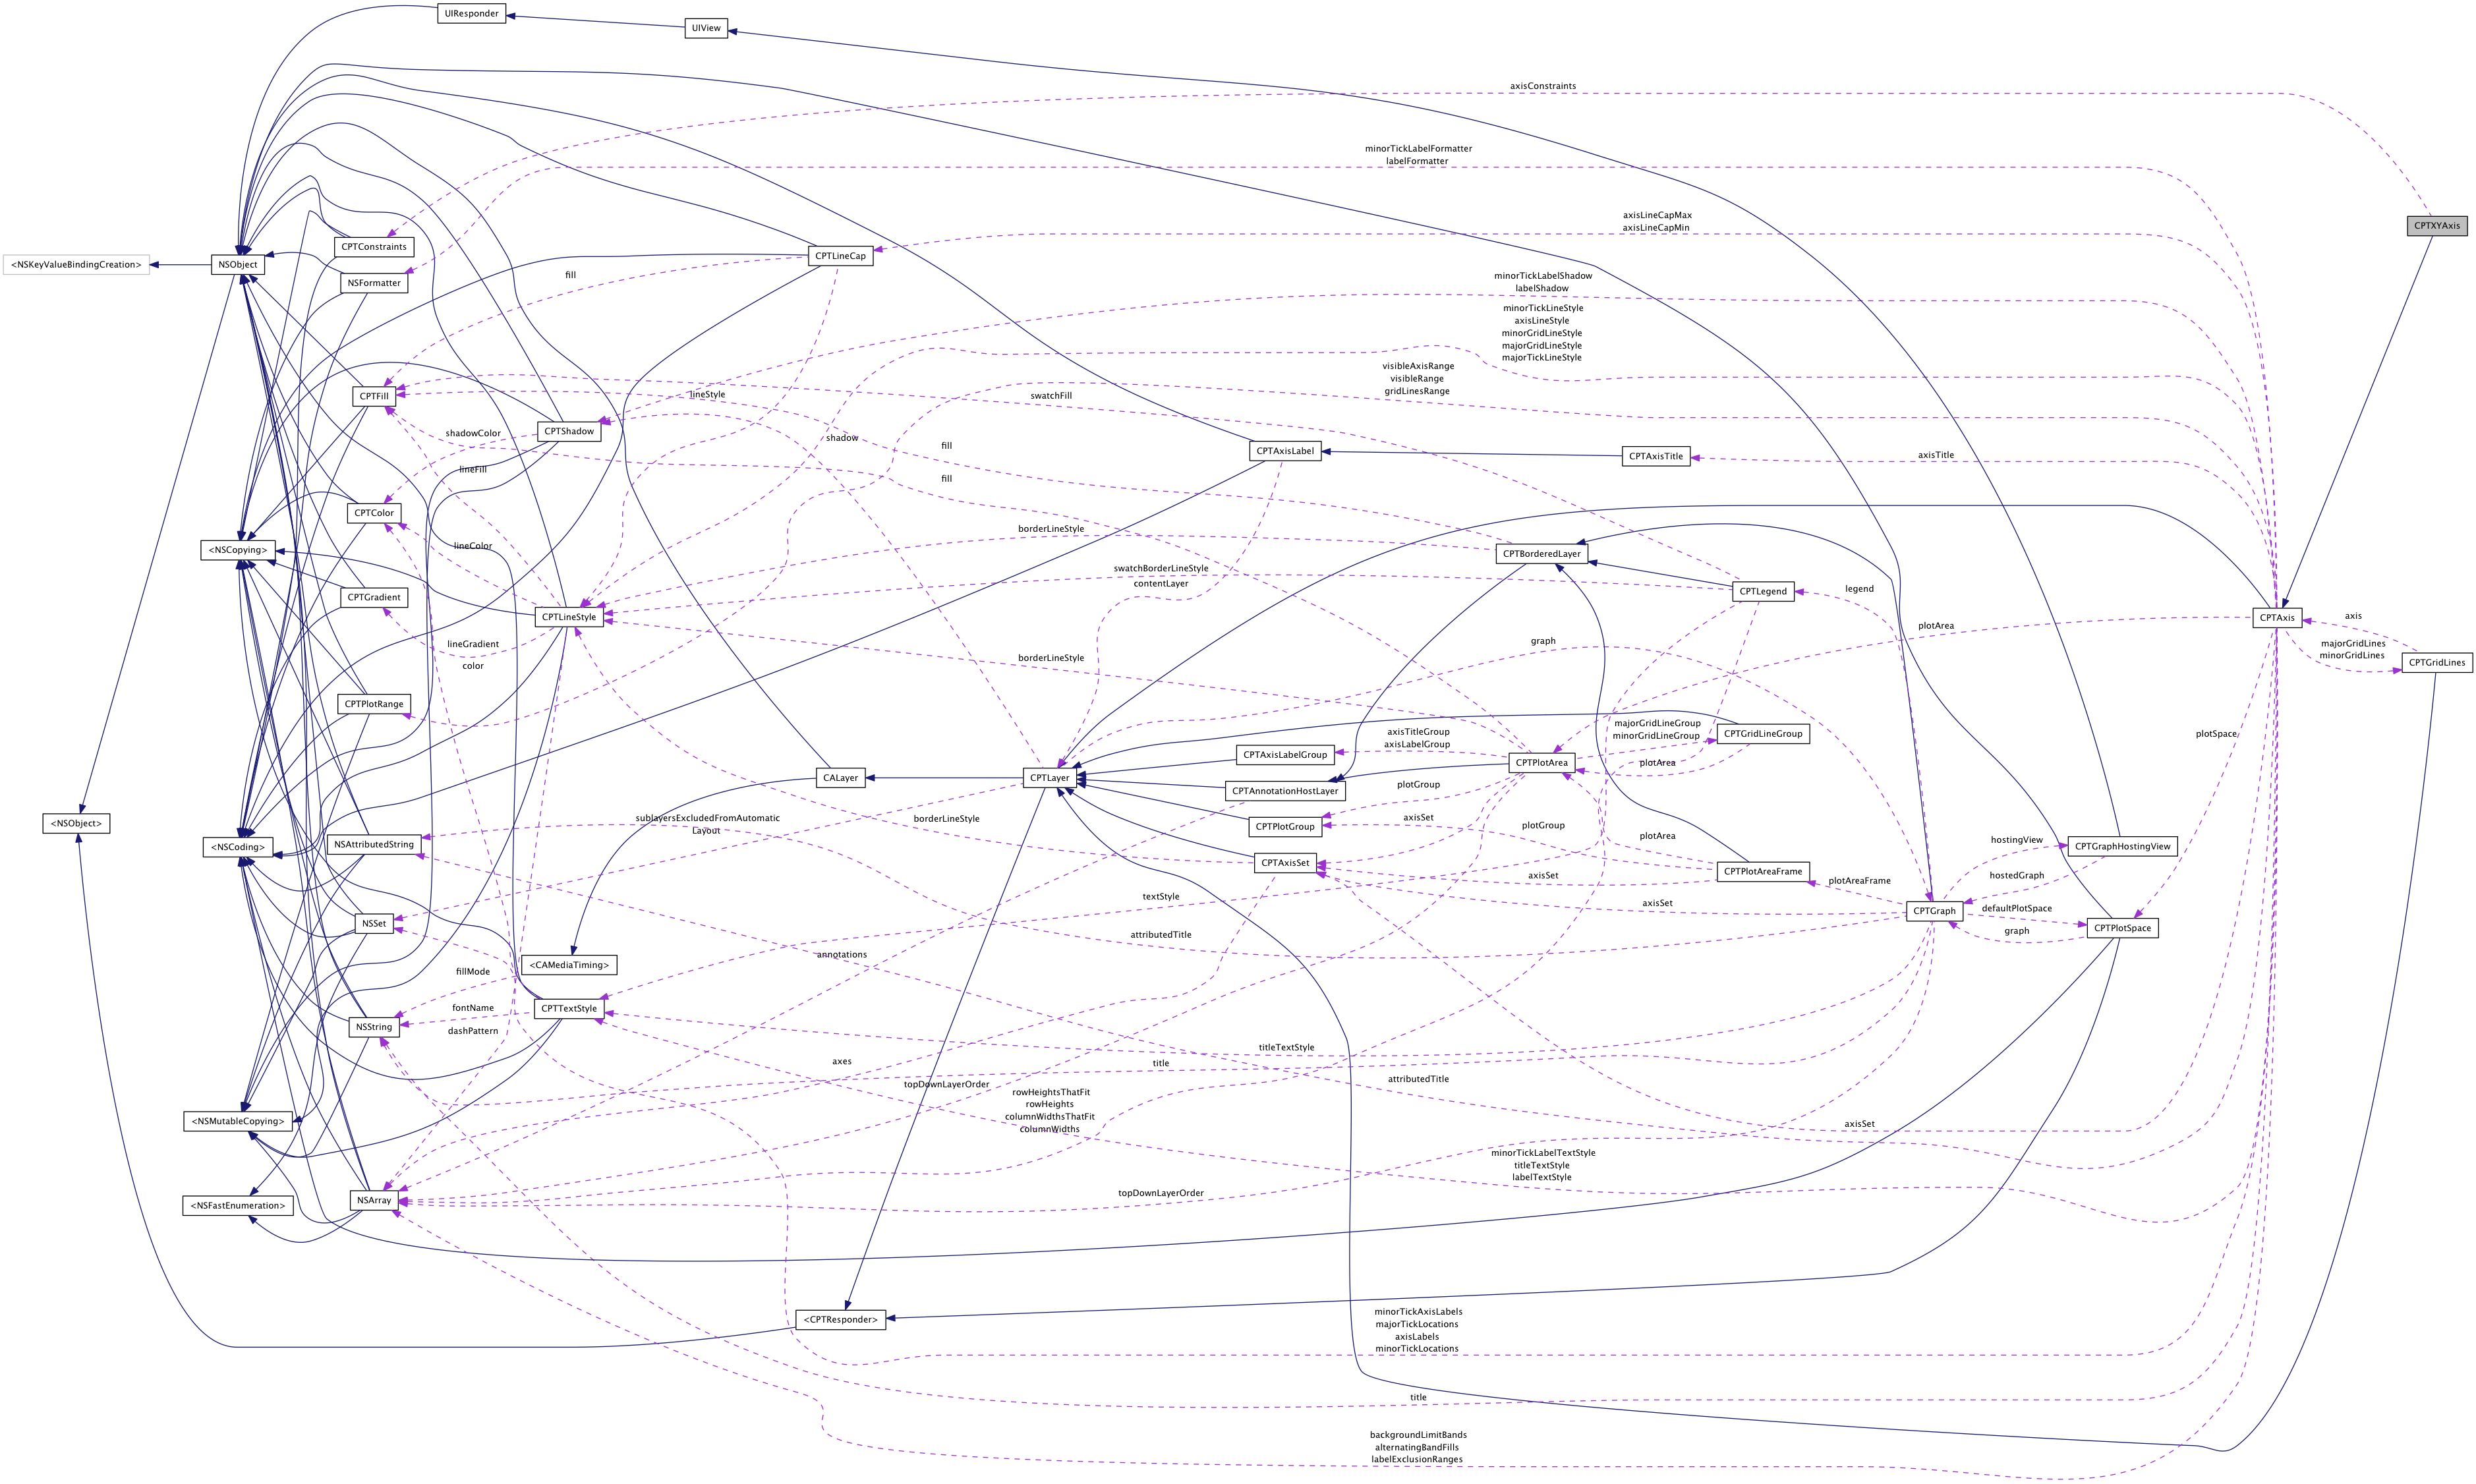 UIResponder
UIView
axisConstraints
minorTickLabelFormatter
labelFormatter
axisLineCapMax
axisLineCapMin
CPTXYAxis
CPTConstraints
CPTLineCap
<NSKeyValueBindingCreation>
NSObject
NSFormatter
fill
minorTickLabelShadow
labelShadow
minorTickLineStyle
axisLineStyle
minorGridLineStyle
majorGridLineStyle
majorTickLineStyle
visibleAxisRange
visibleRange
gridLinesRange
CPTFill
lineStyle
swatchFill
CPTShadow
shadowColor
shadow
fill
CPTAxisLabel
CPTAxisTitle
axisTitle
lineFill
fill
CPTColor
borderLineStyle
<NSCopying>
lineColor
CPTBorderedLayer
swatchBorderLineStyle
contentLayer
CPTGradient
CPTLegend
legend
CPTLineStyle
CPTAxis
axis
lineGradient
color
graph
plotArea
majorGridLines
minorGridLines
CPTGridLines
borderLineStyle
CPTPlotRange
majorGridLineGroup
minorGridLineGroup
CPTGridLineGroup
plotSpace
axisTitleGroup
axisLabelGroup
CPTAxisLabelGroup
CPTPlotArea
plotArea
CALayer
CPTLayer
CPTAnnotationHostLayer
plotGroup
<NSObject>
sublayersExcludedFromAutomatic
Layout
borderLineStyle
CPTPlotGroup
axisSet
plotGroup
plotArea
<NSCoding>
NSAttributedString
CPTAxisSet
hostingView
CPTGraphHostingView
axisSet
CPTPlotAreaFrame
plotAreaFrame
hostedGraph
textStyle
axisSet
CPTGraph
defaultPlotSpace
NSSet
attributedTitle
graph
CPTPlotSpace
annotations
<CAMediaTiming>
fillMode
fontName
CPTTextStyle
NSString
dashPattern
titleTextStyle
axes
title
topDownLayerOrder
attributedTitle
rowHeightsThatFit
rowHeights
columnWidthsThatFit
columnWidths
<NSMutableCopying>
axisSet
minorTickLabelTextStyle
titleTextStyle
labelTextStyle
topDownLayerOrder
NSArray
<NSFastEnumeration>
<CPTResponder>
minorTickAxisLabels
majorTickLocations
axisLabels
minorTickLocations
title
backgroundLimitBands
alternatingBandFills
labelExclusionRanges